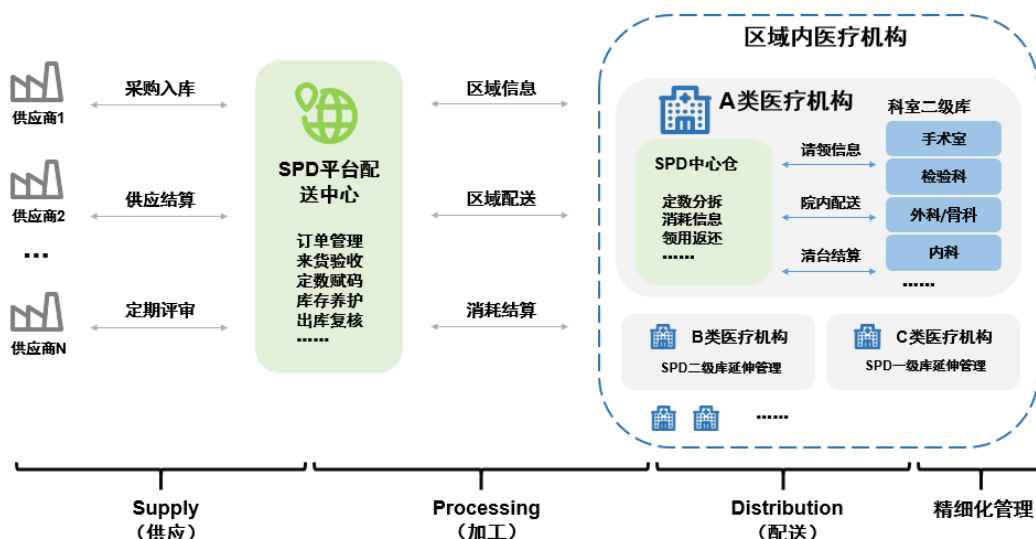 供应商1
供应商2
...
供应商N
采购入库
供应结算
定期评审
SPD平台配
送中心
订单管理
来货验收
定数赋码
库存养护
出库复核
......
区域信息
区域配送
消耗结算
区域内医疗机构
A类医疗机构
SPD中心仓
定数分拆
消耗信息
领用返还
......
请领信息
院内配送
清台结算
科室二级库
手术室
检验科
外科/骨科
内科
......
B类医疗机构
SPD二级库延伸管理
C类医疗机构
SPD一级库延伸管理
......
Supply
（供应）
Processing
（加工）
Distribution
（配送）
精细化管理